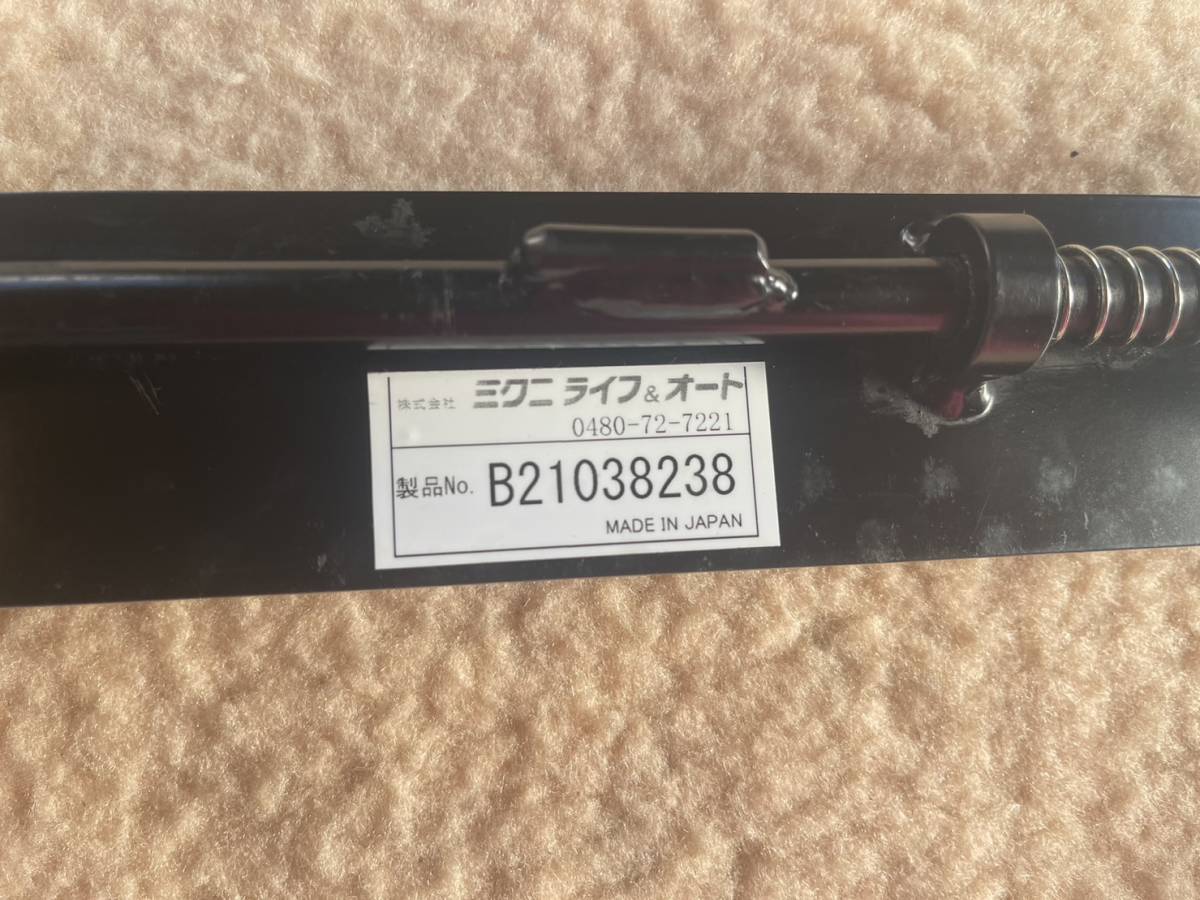 株式会社 ミクニ ライフ&オート
0480-72-7221
製品No. B21038238
MADE IN JAPAN